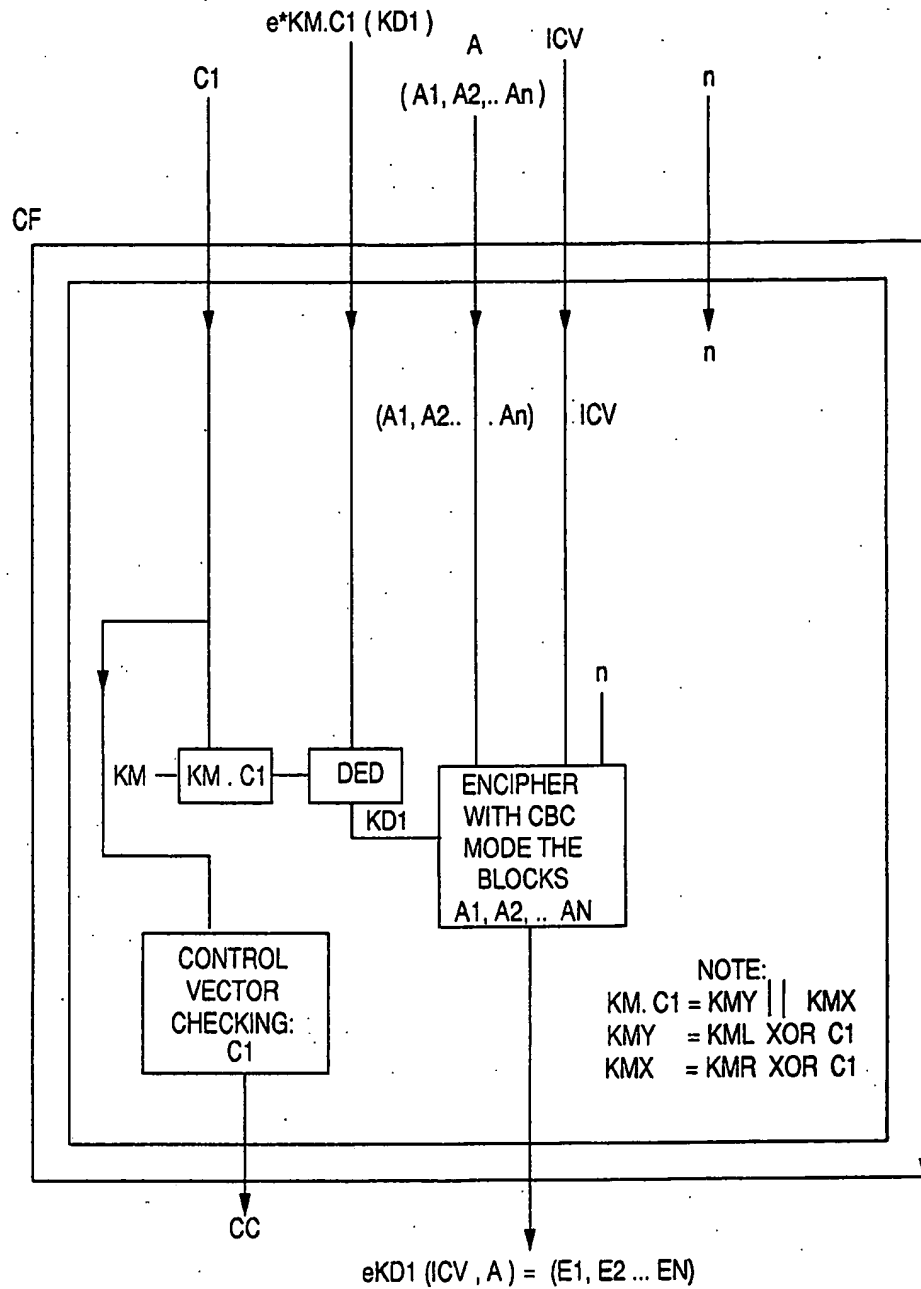 e*KM.C1 ( KD1 )
A
ICV
C1
( A1, A2,.. An )
n
CF
n
(A1, A2.. . An)
ICV
n
KM
KM . C1
DED
KD1
ENCIPHER
WITH CBC
MODE THE
BLOCKS
A1, A2, .. AN
CONTROL
VECTOR
CHECKING:
C1
NOTE:
KM. C1 = KMY || KMX
KMY = KML XOR C1
KMX = KMR XOR C1
CC
eKD1 (ICV , A ) = (E1, E2 ... EN)